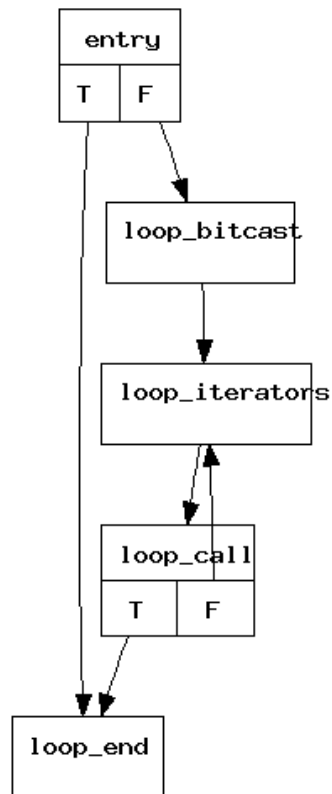 entry
T F
loop_bitcast
loop_iterators
loop_call
T F
loop_end